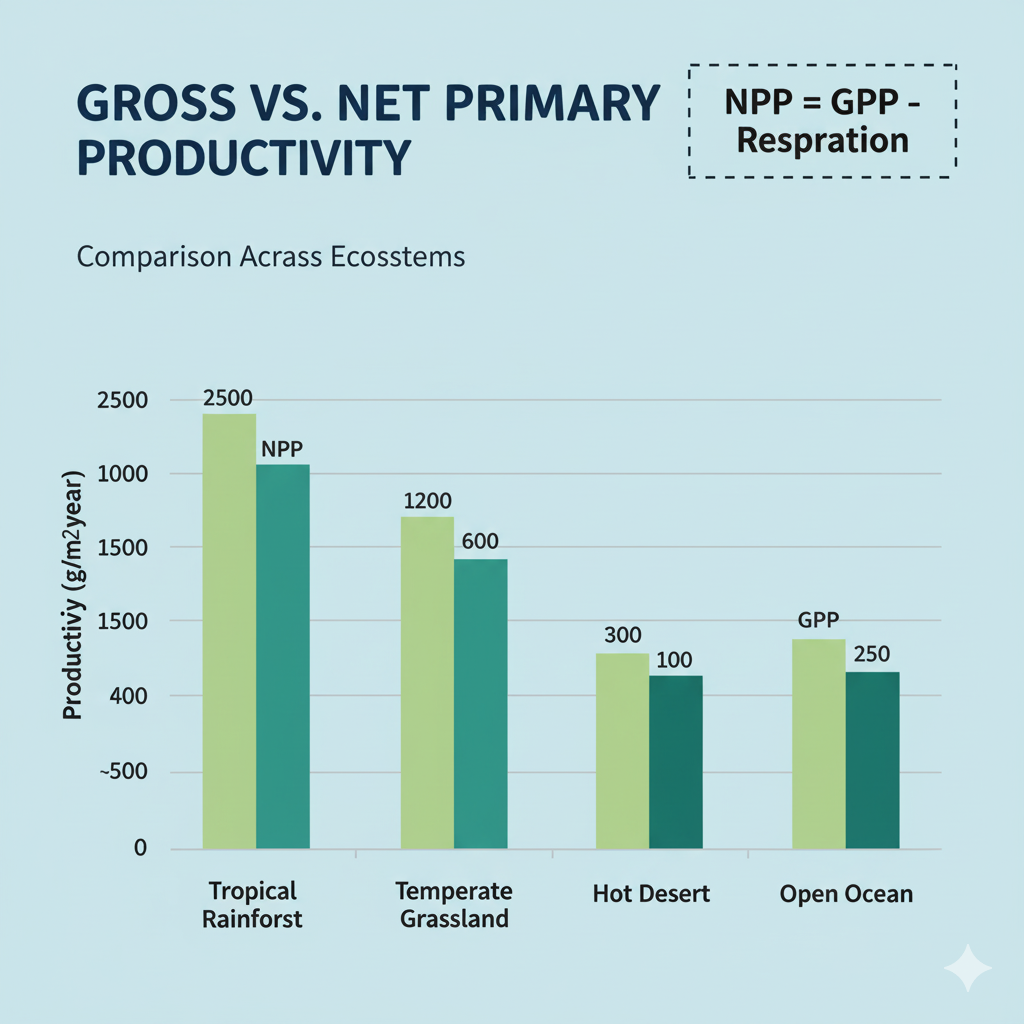 GROSS VS. NET PRIMARY
PRODUCTIVITY
NPP = GPP -
Respration
Comparison Acrass Ecosstems
Productiviy (g/m2year)
2500
1000
1500
1500
400
~500
0
2500
NPP
1200
600
300
100
GPP
250
Tropical
Rainforst
Temperate
Grassland
Hot Desert
Open Ocean